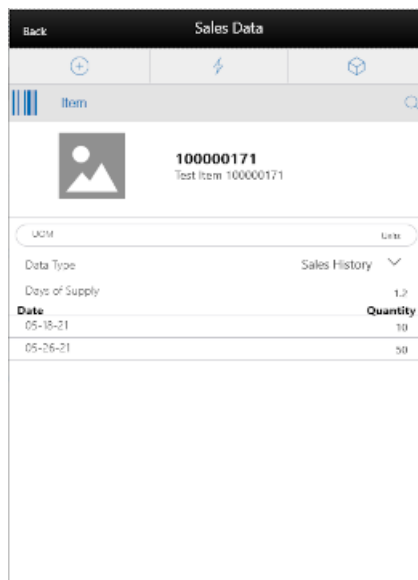 Back Sales Data
Item
100000171
Test Item 100000171
UOM Units
Data Type Sales History
Days of Supply 1.2
Date Quantity
05-18-21 10
05-26-21 50